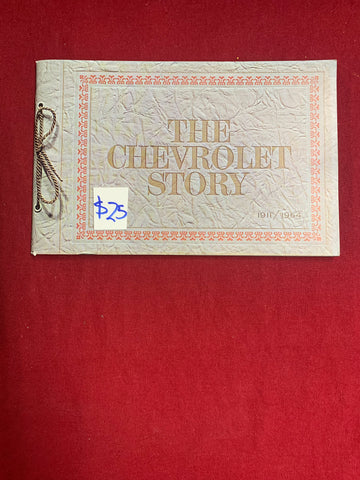 THE
CHEVROLET
STORY
$25
1911/1964